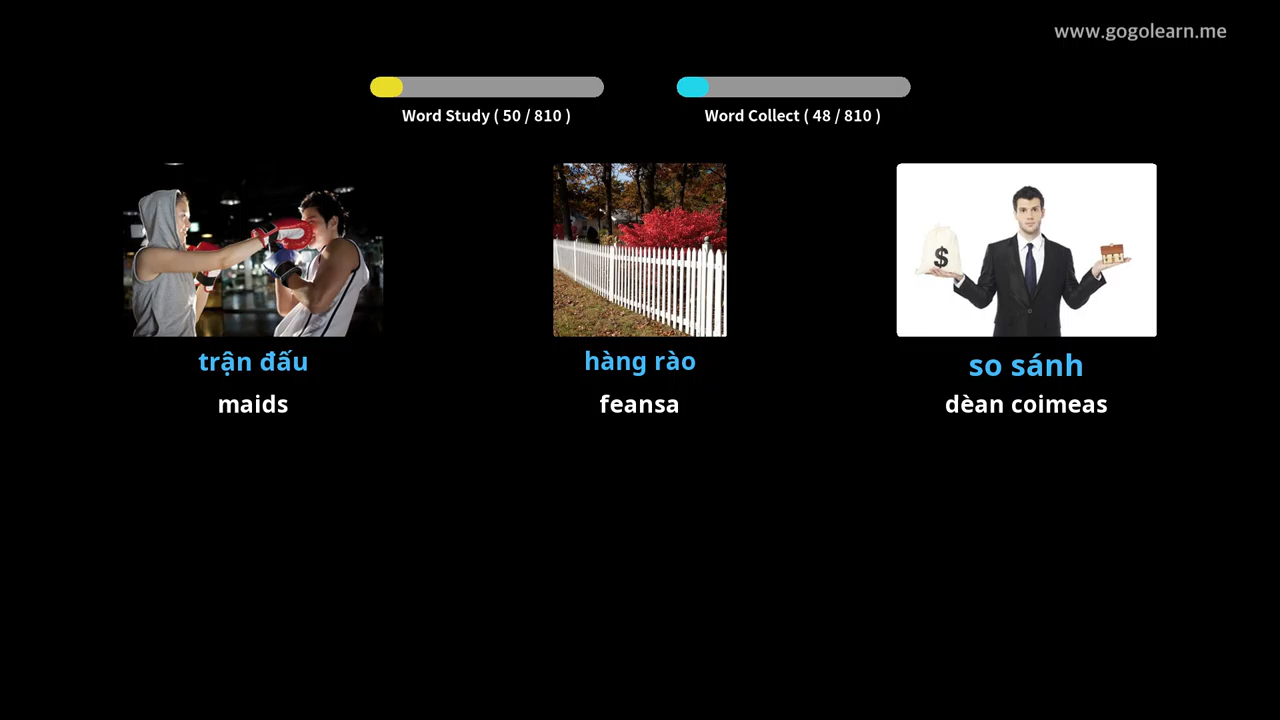 www.gogolearn.me
Word Study ( 50 / 810 )
Word Collect ( 48 / 810 )
$
trận đấu
hàng rào
so sánh
maids
feansa
dèan coimeas